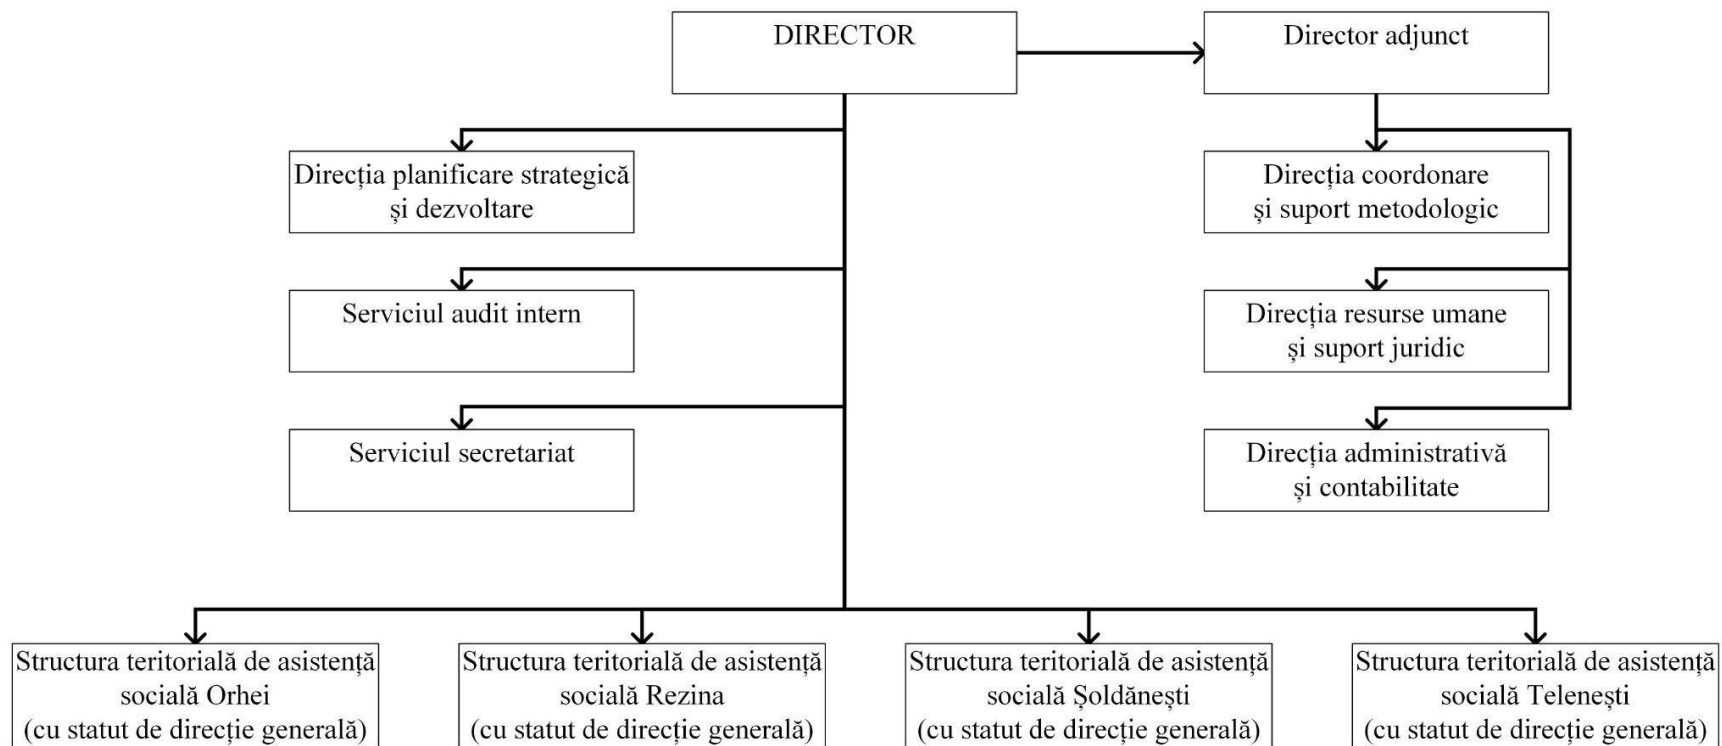 DIRECTOR
Director adjunct
Direcția planificare strategică
și dezvoltare
Direcția coordonare
și suport metodologic
Serviciul audit intern
Direcția resurse umane
și suport juridic
Serviciul secretariat
Direcția administrativă
și contabilitate
Structura teritorială de asistență
socială Orhei
(cu statut de direcție generală)
Structura teritorială de asistență
socială Rezina
(cu statut de direcție generală)
Structura teritorială de asistență
socială Șoldănești
(cu statut de direcție generală)
Structura teritorială de asistență
socială Telenești
(cu statut de direcție generală)